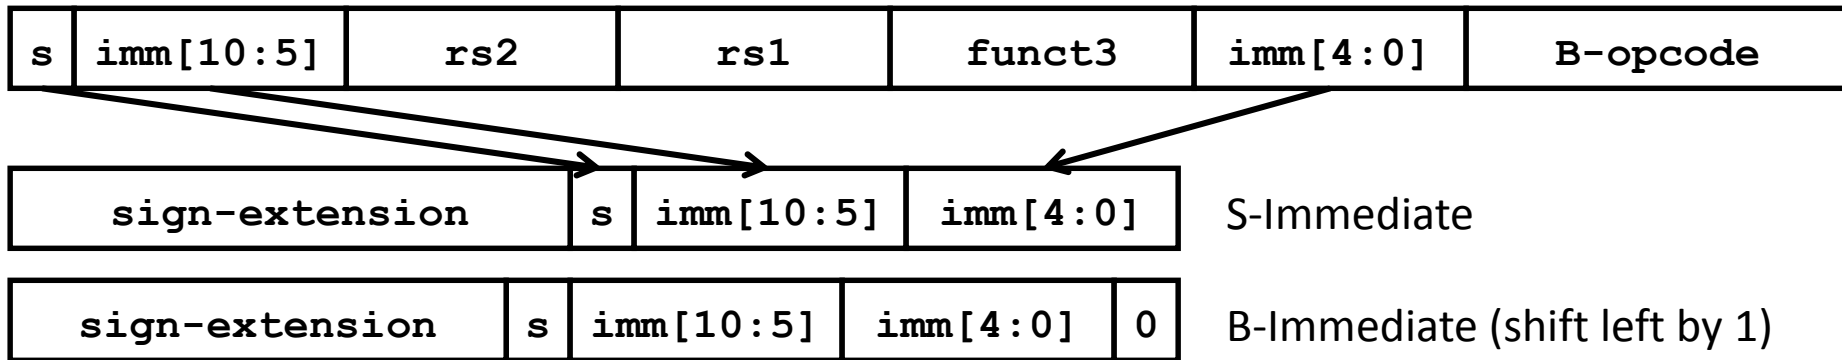 s imm[10:5] rs2 rs1 funct3 imm[4:0] B-opcode
sign-extension s imm[10:5] imm[4:0] S-Immediate
sign-extension s imm[10:5] imm[4:0] 0 B-Immediate (shift left by 1)